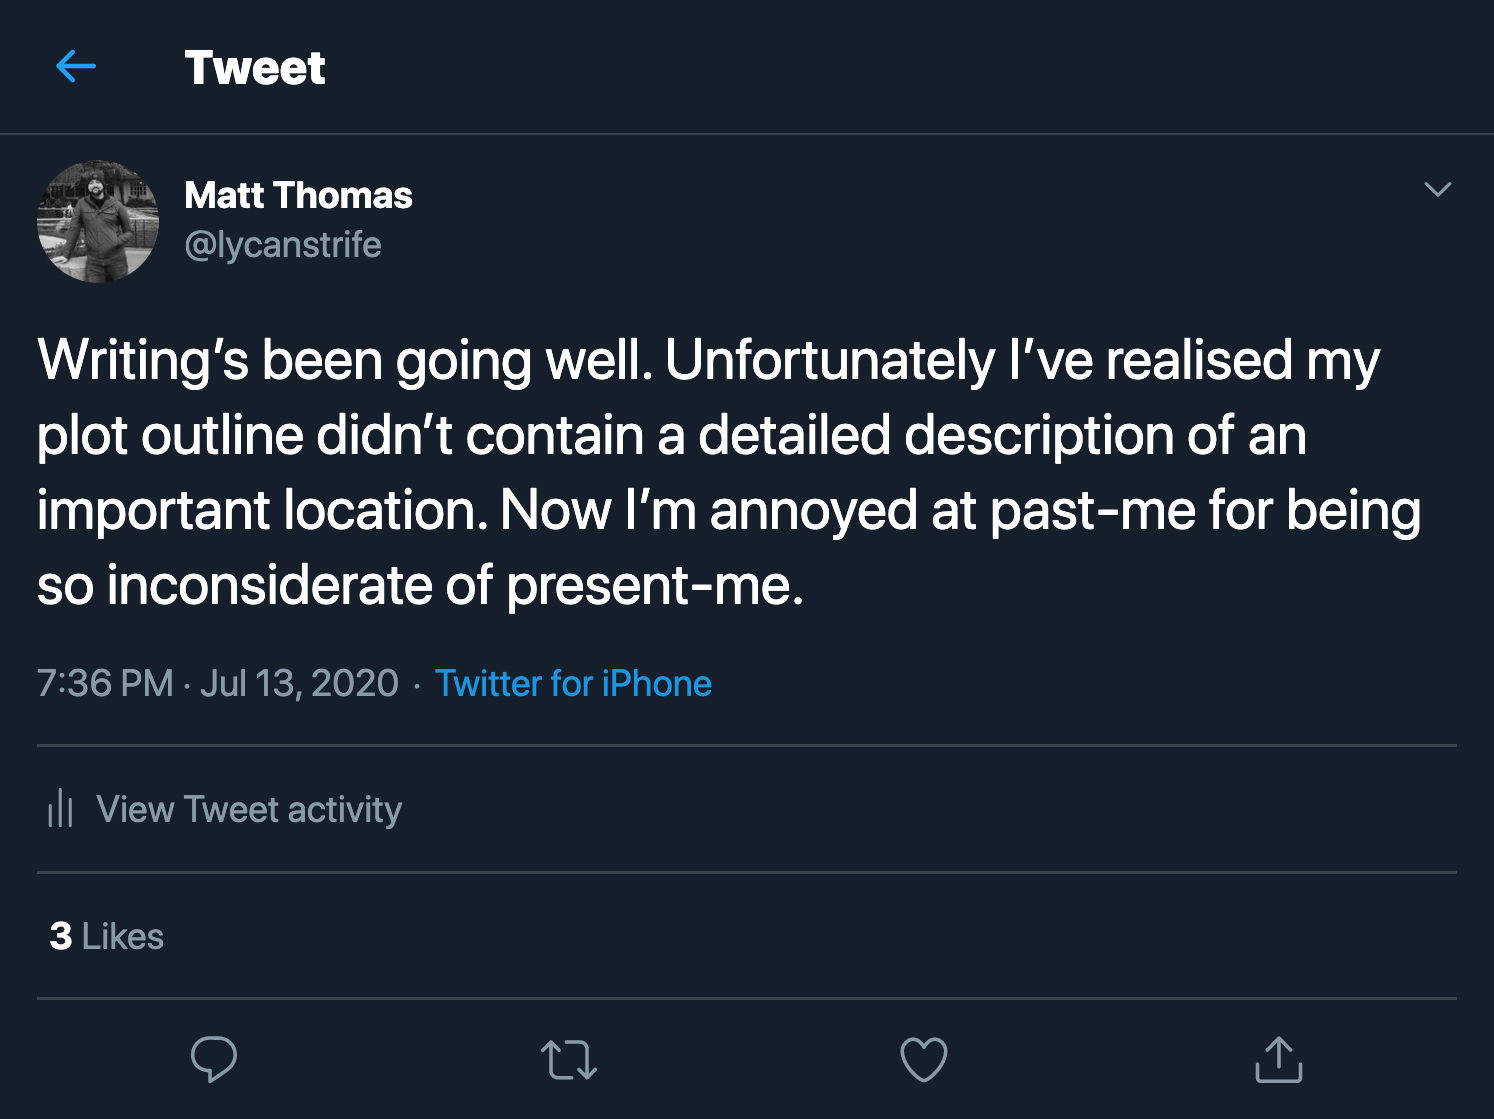 Tweet
Matt Thomas
@lycanstrife
Writing’s been going well. Unfortunately I’ve realised my
plot outline didn’t contain a detailed description of an
important location. Now I’m annoyed at past-me for being
so inconsiderate of present-me.
7:36 PM · Jul 13, 2020 · Twitter for iPhone
View Tweet activity
3 Likes